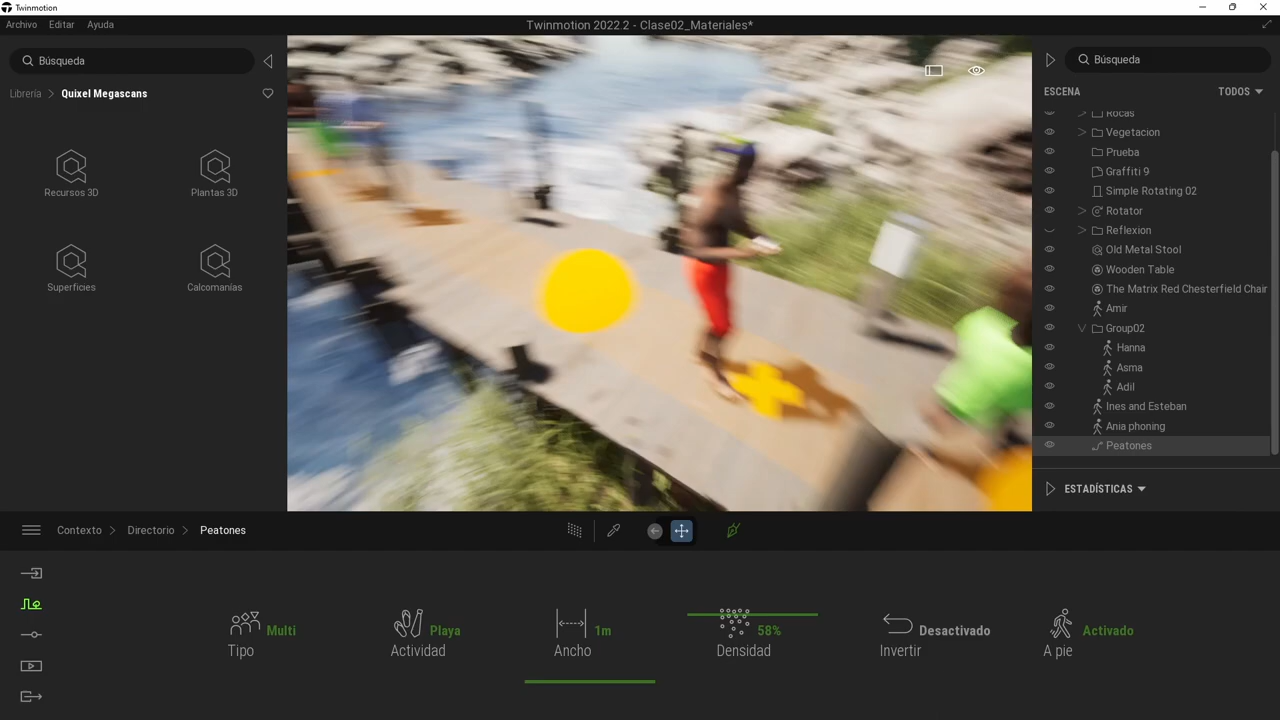 Twinmotion
Archivo Editar Ayuda
Twinmotion 2022.2 - Clase02_Materiales*
Búsqueda
Librería > Quixel Megascans
Recursos 3D
Plantas 3D
Superficies
Calcomanías
Búsqueda
ESCENA
TODOS
Rocas
Vegetacion
Prueba
Graffiti 9
Simple Rotating 02
Rotator
Reflexion
Old Metal Stool
Wooden Table
The Matrix Red Chesterfield Chair
Amir
Group02
Hanna
Asma
Adil
Ines and Esteban
Ania phoning
Peatones
ESTADÍSTICAS
Contexto > Directorio > Peatones
Multi
Tipo
Playa
Actividad
1m
Ancho
58%
Densidad
Desactivado
Invertir
Activado
A pie